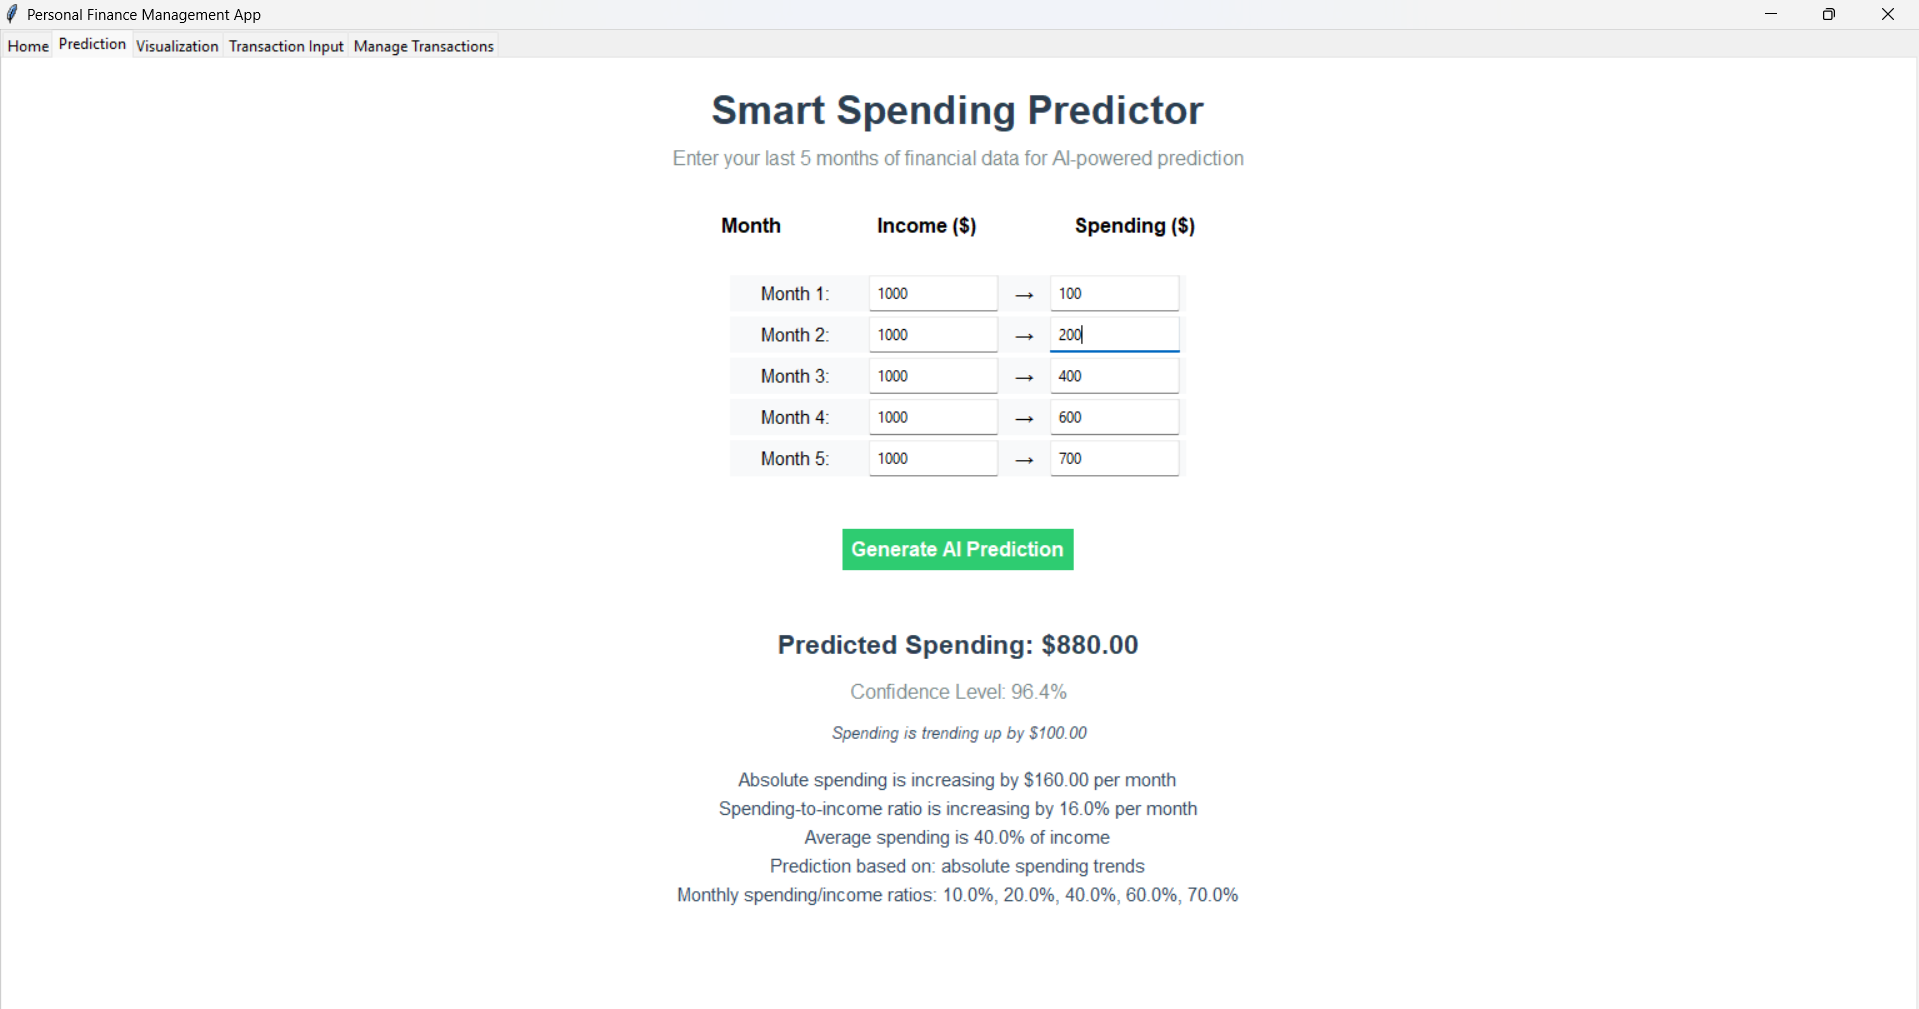 Personal Finance Management App
Home Prediction Visualization Transaction Input Manage Transactions
Smart Spending Predictor
Enter your last 5 months of financial data for AI-powered prediction
Month Income ($) Spending ($)
Month 1: 1000 → 100
Month 2: 1000 → 200
Month 3: 1000 → 400
Month 4: 1000 → 600
Month 5: 1000 → 700
Generate AI Prediction
Predicted Spending: $880.00
Confidence Level: 96.4%
Spending is trending up by $100.00
Absolute spending is increasing by $160.00 per month
Spending-to-income ratio is increasing by 16.0% per month
Average spending is 40.0% of income
Prediction based on: absolute spending trends
Monthly spending/income ratios: 10.0%, 20.0%, 40.0%, 60.0%, 70.0%